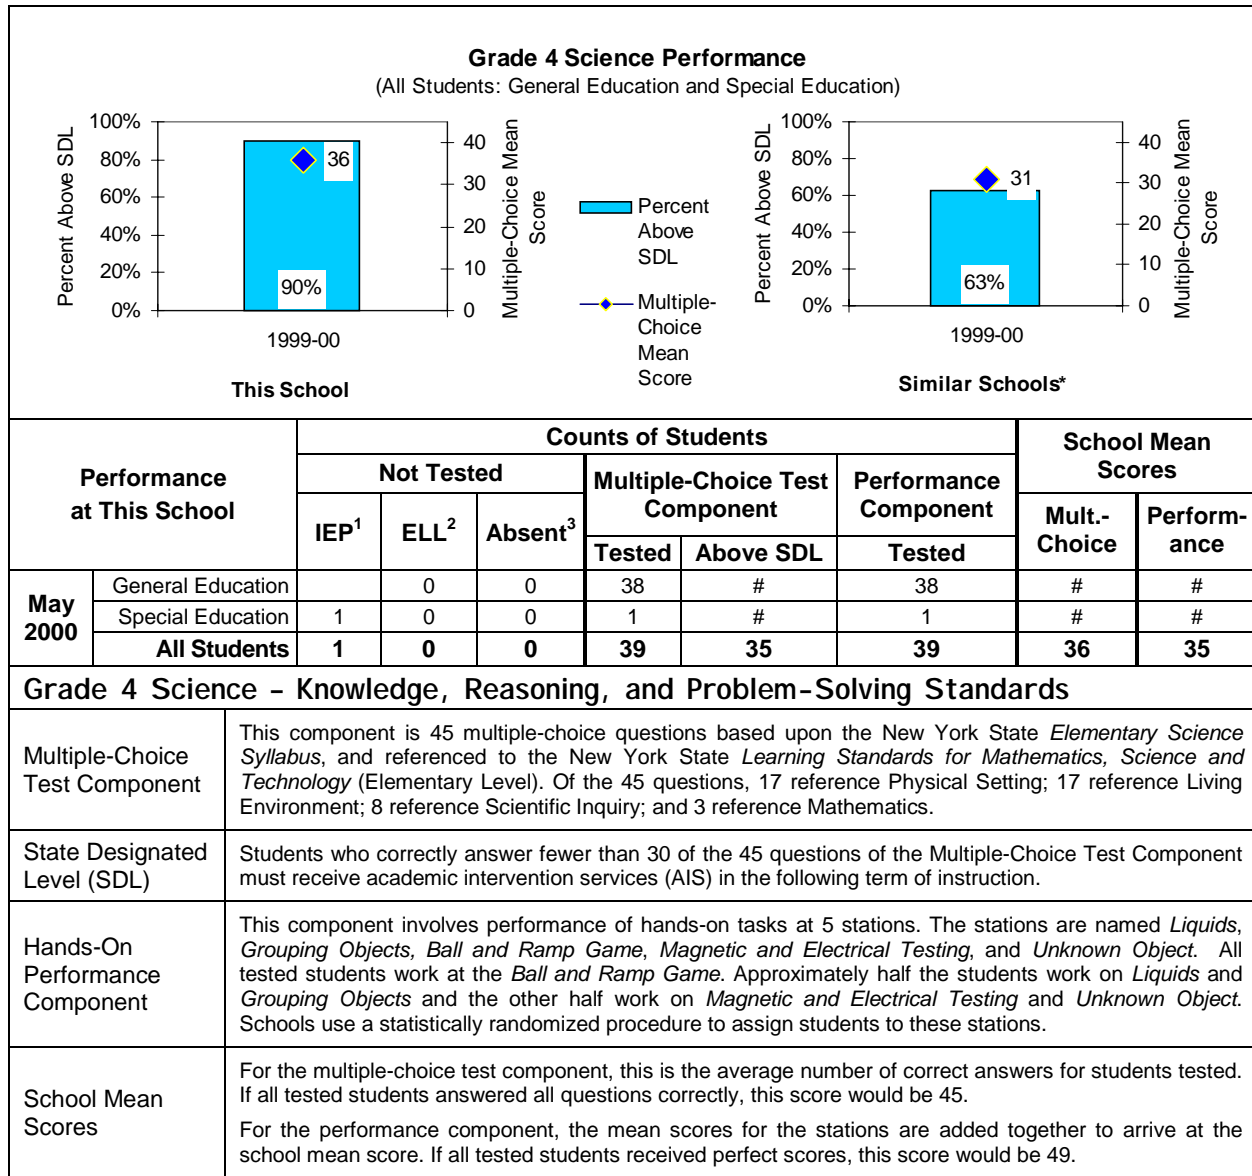 Grade 4 Science Performance
(All Students: General Education and Special Education)
Percent Above SDL
100%
80%
60%
40%
20%
0%
36
90%
40
30
20
10
0
Multiple-Choice Mean
Score
1999-00
This School
Percent
Above
SDL
Multiple-
Choice
Mean
Score
Percent Above SDL
100%
80%
60%
40%
20%
0%
31
63%
40
30
20
10
0
Multiple-Choice Mean
Score
1999-00
Similar Schools*
Performance
at This School
Counts of Students
School Mean
Scores
Not Tested
Multiple-Choice Test
Component
Performance
Component
IEP1 ELL2 Absent3
Tested Above SDL Tested
Mult.-
Choice
Perform-
ance
May
2000
General Education 0 0 38 # 38 # #
Special Education 1 0 0 1 # 1 # #
All Students 1 0 0 39 35 39 36 35
Grade 4 Science – Knowledge, Reasoning, and Problem-Solving Standards
Multiple-Choice
Test Component
This component is 45 multiple-choice questions based upon the New York State Elementary Science
Syllabus, and referenced to the New York State Learning Standards for Mathematics, Science and
Technology (Elementary Level). Of the 45 questions, 17 reference Physical Setting; 17 reference Living
Environment; 8 reference Scientific Inquiry; and 3 reference Mathematics.
State Designated
Level (SDL)
Students who correctly answer fewer than 30 of the 45 questions of the Multiple-Choice Test Component
must receive academic intervention services (AIS) in the following term of instruction.
Hands-On
Performance
Component
This component involves performance of hands-on tasks at 5 stations. The stations are named Liquids,
Grouping Objects, Ball and Ramp Game, Magnetic and Electrical Testing, and Unknown Object. All
tested students work at the Ball and Ramp Game. Approximately half the students work on Liquids and
Grouping Objects and the other half work on Magnetic and Electrical Testing and Unknown Object.
Schools use a statistically randomized procedure to assign students to these stations.
School Mean
Scores
For the multiple-choice test component, this is the average number of correct answers for students tested.
If all tested students answered all questions correctly, this score would be 45.
For the performance component, the mean scores for the stations are added together to arrive at the
school mean score. If all tested students received perfect scores, this score would be 49.